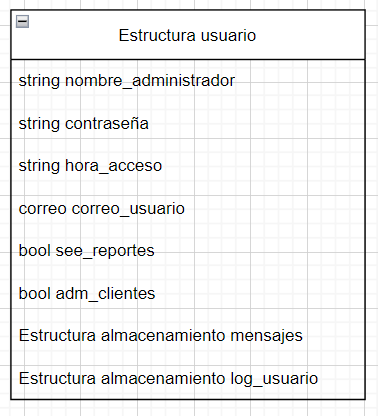 Estructura usuario
string nombre_administrador
string contraseña
string hora_acceso
correo correo_usuario
bool see_reportes
bool adm_clientes
Estructura almacenamiento mensajes
Estructura almacenamiento log_usuario